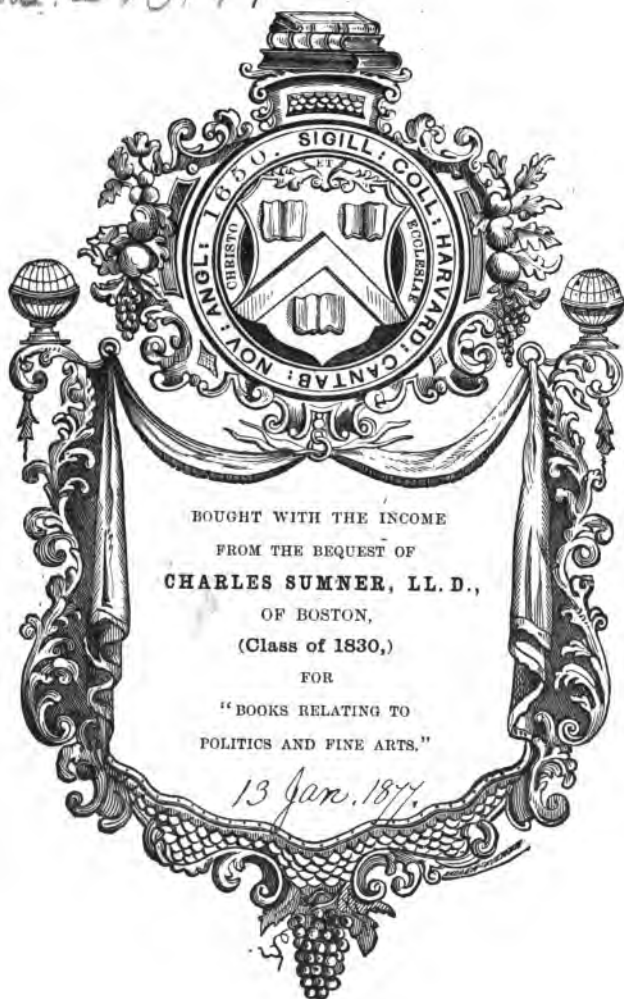 SIGILL: COLL: HARVARD: CANTAB: NOV: ANGL: 1650.
CHRISTO
ET
ECCLESIAE
BOUGHT WITH THE INCOME
FROM THE BEQUEST OF
CHARLES SUMNER, LL. D.,
OF BOSTON,
(Class of 1830,)
FOR
"BOOKS RELATING TO
POLITICS AND FINE ARTS."
13 Jan. 1877.